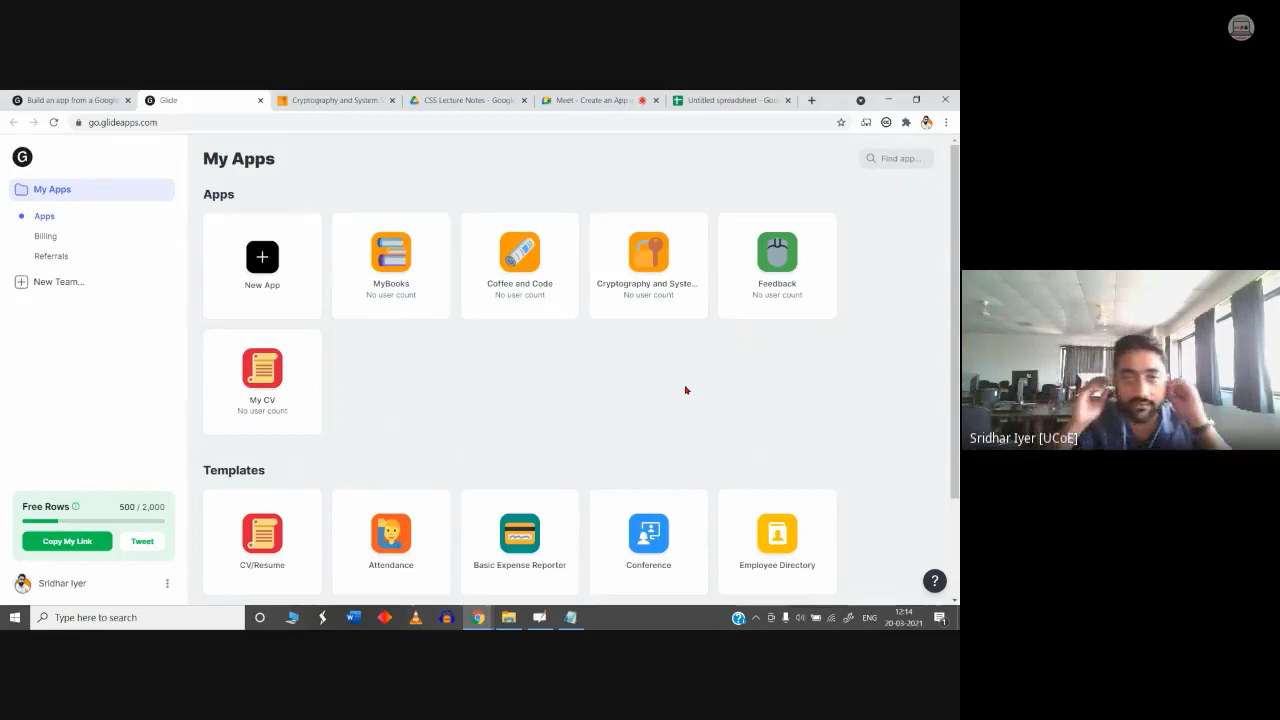 Build an app from a Google
Glide
Cryptography and System S
CSS Lecture Notes - Google
Meet - Create an App i
Untitled spreadsheet - Goo
go.glideapps.com
G
My Apps
Apps
Billing
Referrals
New Team...
My Apps
Find app...
Apps
New App
MyBooks
No user count
Coffee and Code
No user count
Cryptography and Syste...
No user count
Feedback
No user count
My CV
No user count
Templates
CV/Resume
Attendance
Basic Expense Reporter
Conference
Employee Directory
Free Rows
500 / 2,000
Copy My Link
Tweet
Sridhar Iyer
?
Type here to search
ENG
12:14
20-03-2021
Sridhar Iyer [UCoE]